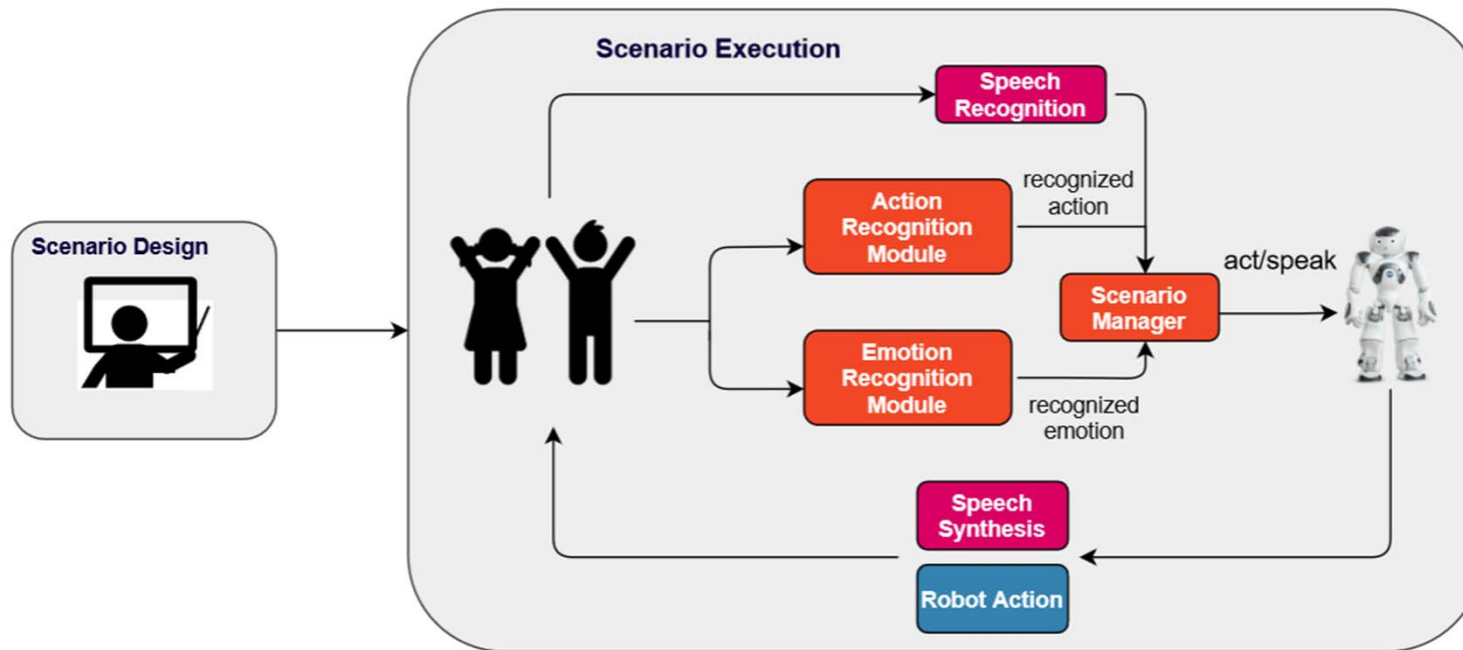 Scenario Execution
Speech
Recognition
Action
Recognition
Module
recognized
action
Scenario Design
Scenario
Manager
act/speak
Emotion
Recognition
Module
recognized
emotion
Speech
Synthesis
Robot Action